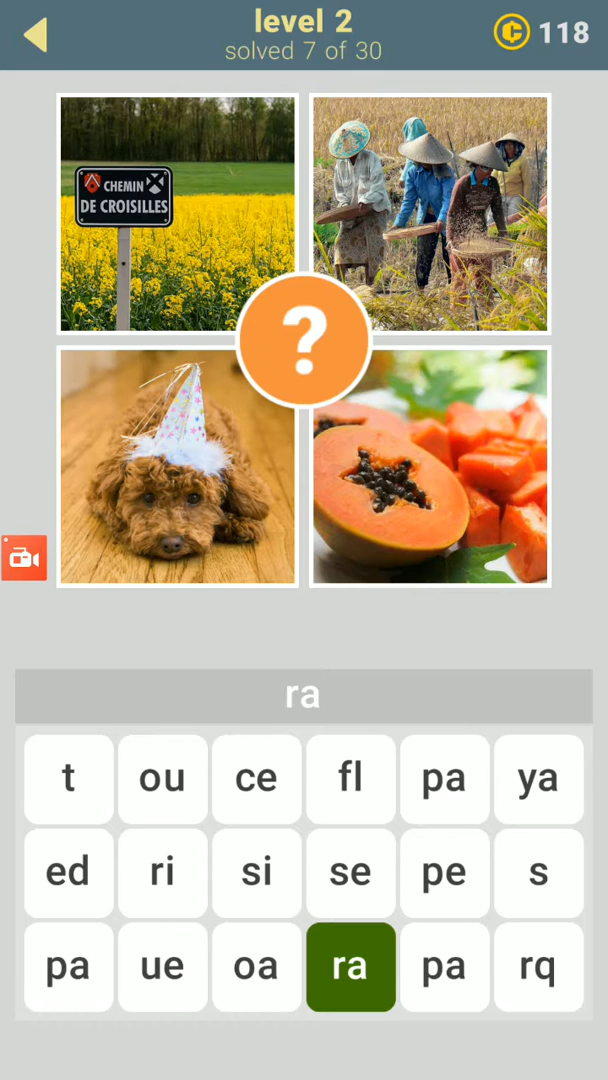 level 2
solved 7 of 30
118
CHEMIN
DE CROISILLES
?
ra
t ou ce fl pa ya
ed ri si se pe s
pa ue oa ra pa rq